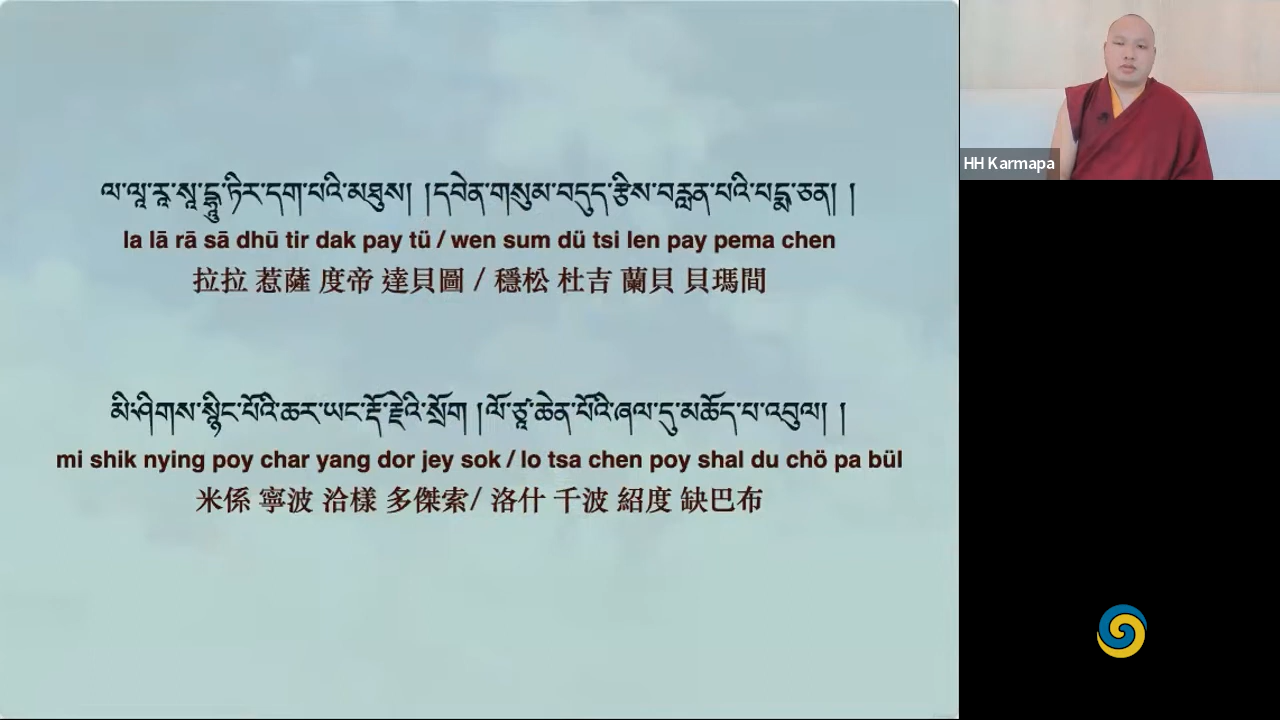 ལ་ལཱ་རཱ་སཱ་དྷཱུ་ཏིར་དག་པའི་མཐུས། །དབེན་གསུམ་བདུད་རྩིས་བརླན་པའི་པདྨ་ཅན། །
la lā rā sā dhū tir dak pay tü / wen sum dü tsi len pay pema chen
拉拉 惹薩 度帝 達貝圖 / 穩松 杜吉 蘭貝 貝瑪間
མི་ཤིགས་སྙིང་པོའི་ཆར་ཡང་རྡོ་རྗེའི་སྲོག །ལོ་ཙཱ་ཆེན་པོའི་ཞལ་དུ་མཆོད་པ་འབུལ། །
mi shik nying poy char yang dor jey sok / lo tsa chen poy shal du chö pa bül
米係 寧波 洽樣 多傑索/ 洛什 千波 紹度 缺巴布
HH Karmapa